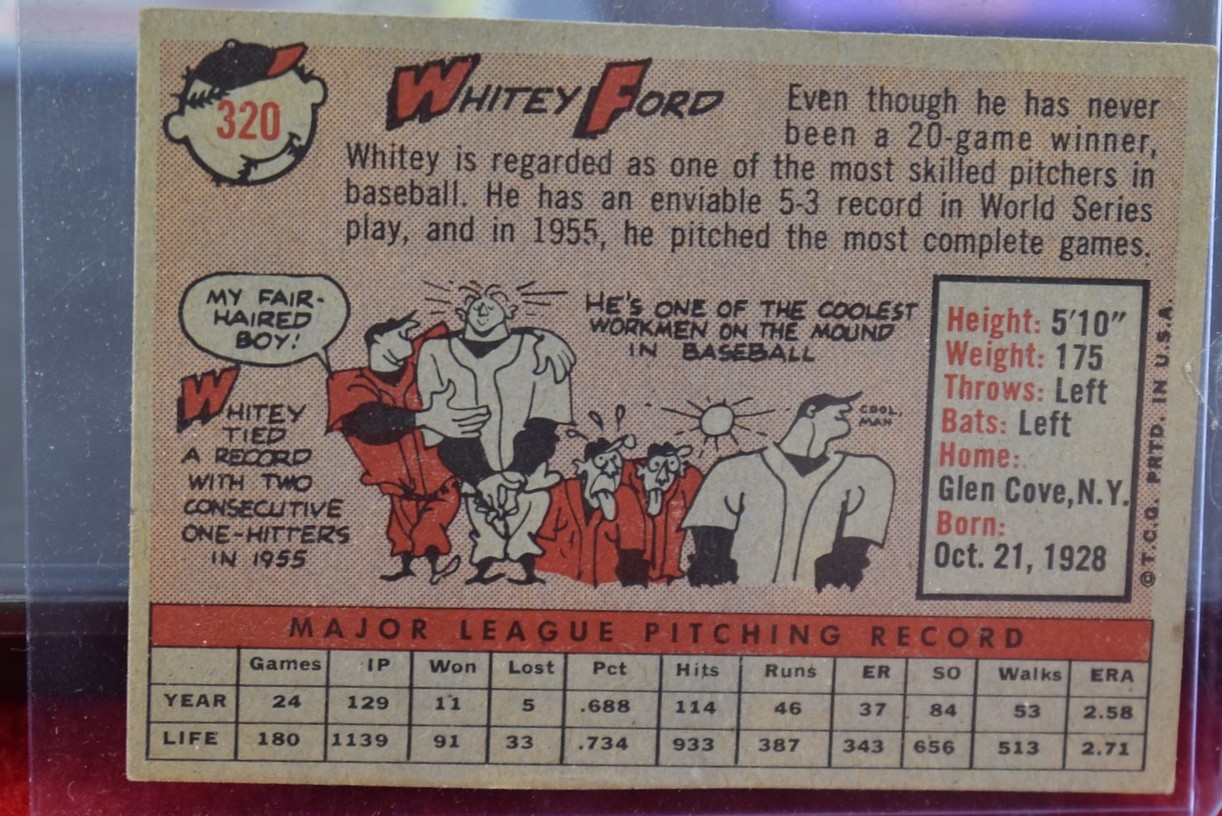 320
WHITEY FORD
Even though he has never
been a 20-game winner,
Whitey is regarded as one of the most skilled pitchers in
baseball. He has an enviable 5-3 record in World Series
play, and in 1955, he pitched the most complete games.
MY FAIR-
HAIRED
BOY!
WHITEY
TIED
A RECORD
WITH TWO
CONSECUTIVE
ONE-HITTERS
IN 1955
HE'S ONE OF THE COOLEST
WORKMEN ON THE MOUND
IN BASEBALL
COOL,
MAN
Height: 5'10"
Weight: 175
Throws: Left
Bats: Left
Home:
Glen Cove, N.Y.
Born:
Oct. 21, 1928
© T.C.G. PRTD. IN U.S.A.
MAJOR LEAGUE PITCHING RECORD
Games IP Won Lost Pct Hits Runs ER SO Walks ERA
YEAR 24 129 11 5 .688 114 46 37 84 53 2.58
LIFE 180 1139 91 33 .734 933 387 343 656 513 2.71